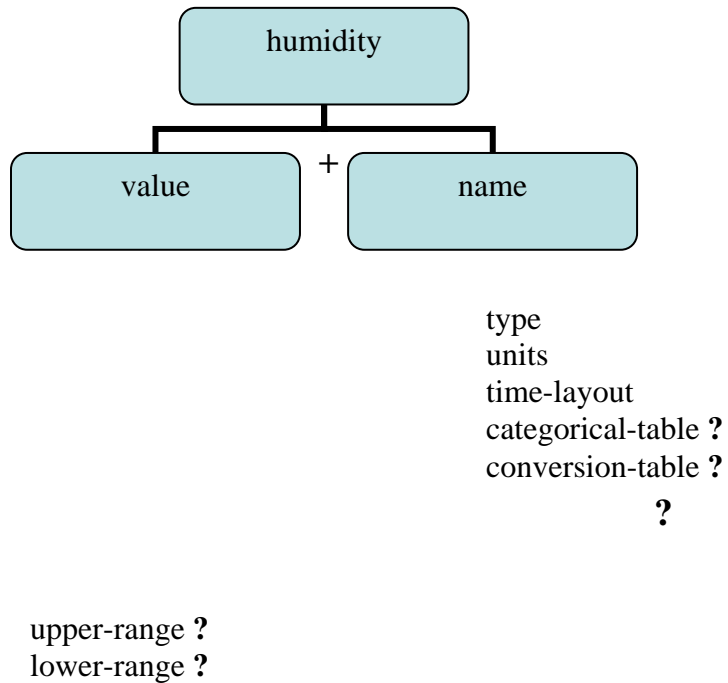 humidity
value + name
type
units
time-layout
categorical-table ?
conversion-table ?
?
upper-range ?
lower-range ?